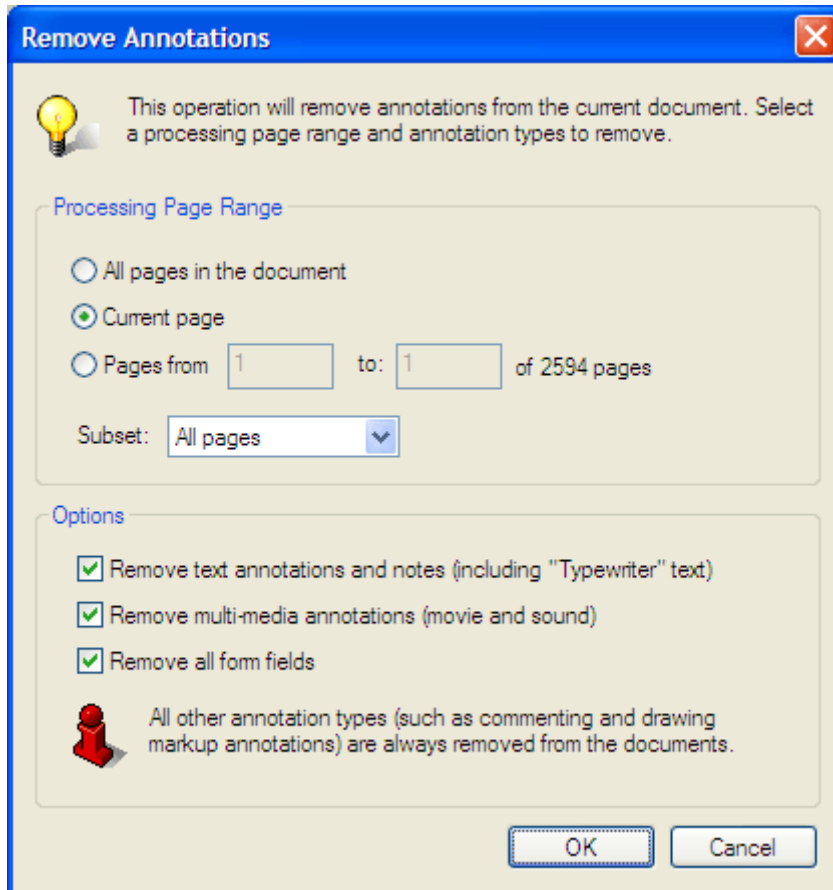 Remove Annotations
This operation will remove annotations from the current document. Select
a processing page range and annotation types to remove.
Processing Page Range
All pages in the document
Current page
Pages from 1 to: 1 of 2594 pages
Subset: All pages
Options
Remove text annotations and notes (including "Typewriter" text)
Remove multi-media annotations (movie and sound)
Remove all form fields
All other annotation types (such as commenting and drawing
markup annotations) are always removed from the documents.
OK Cancel